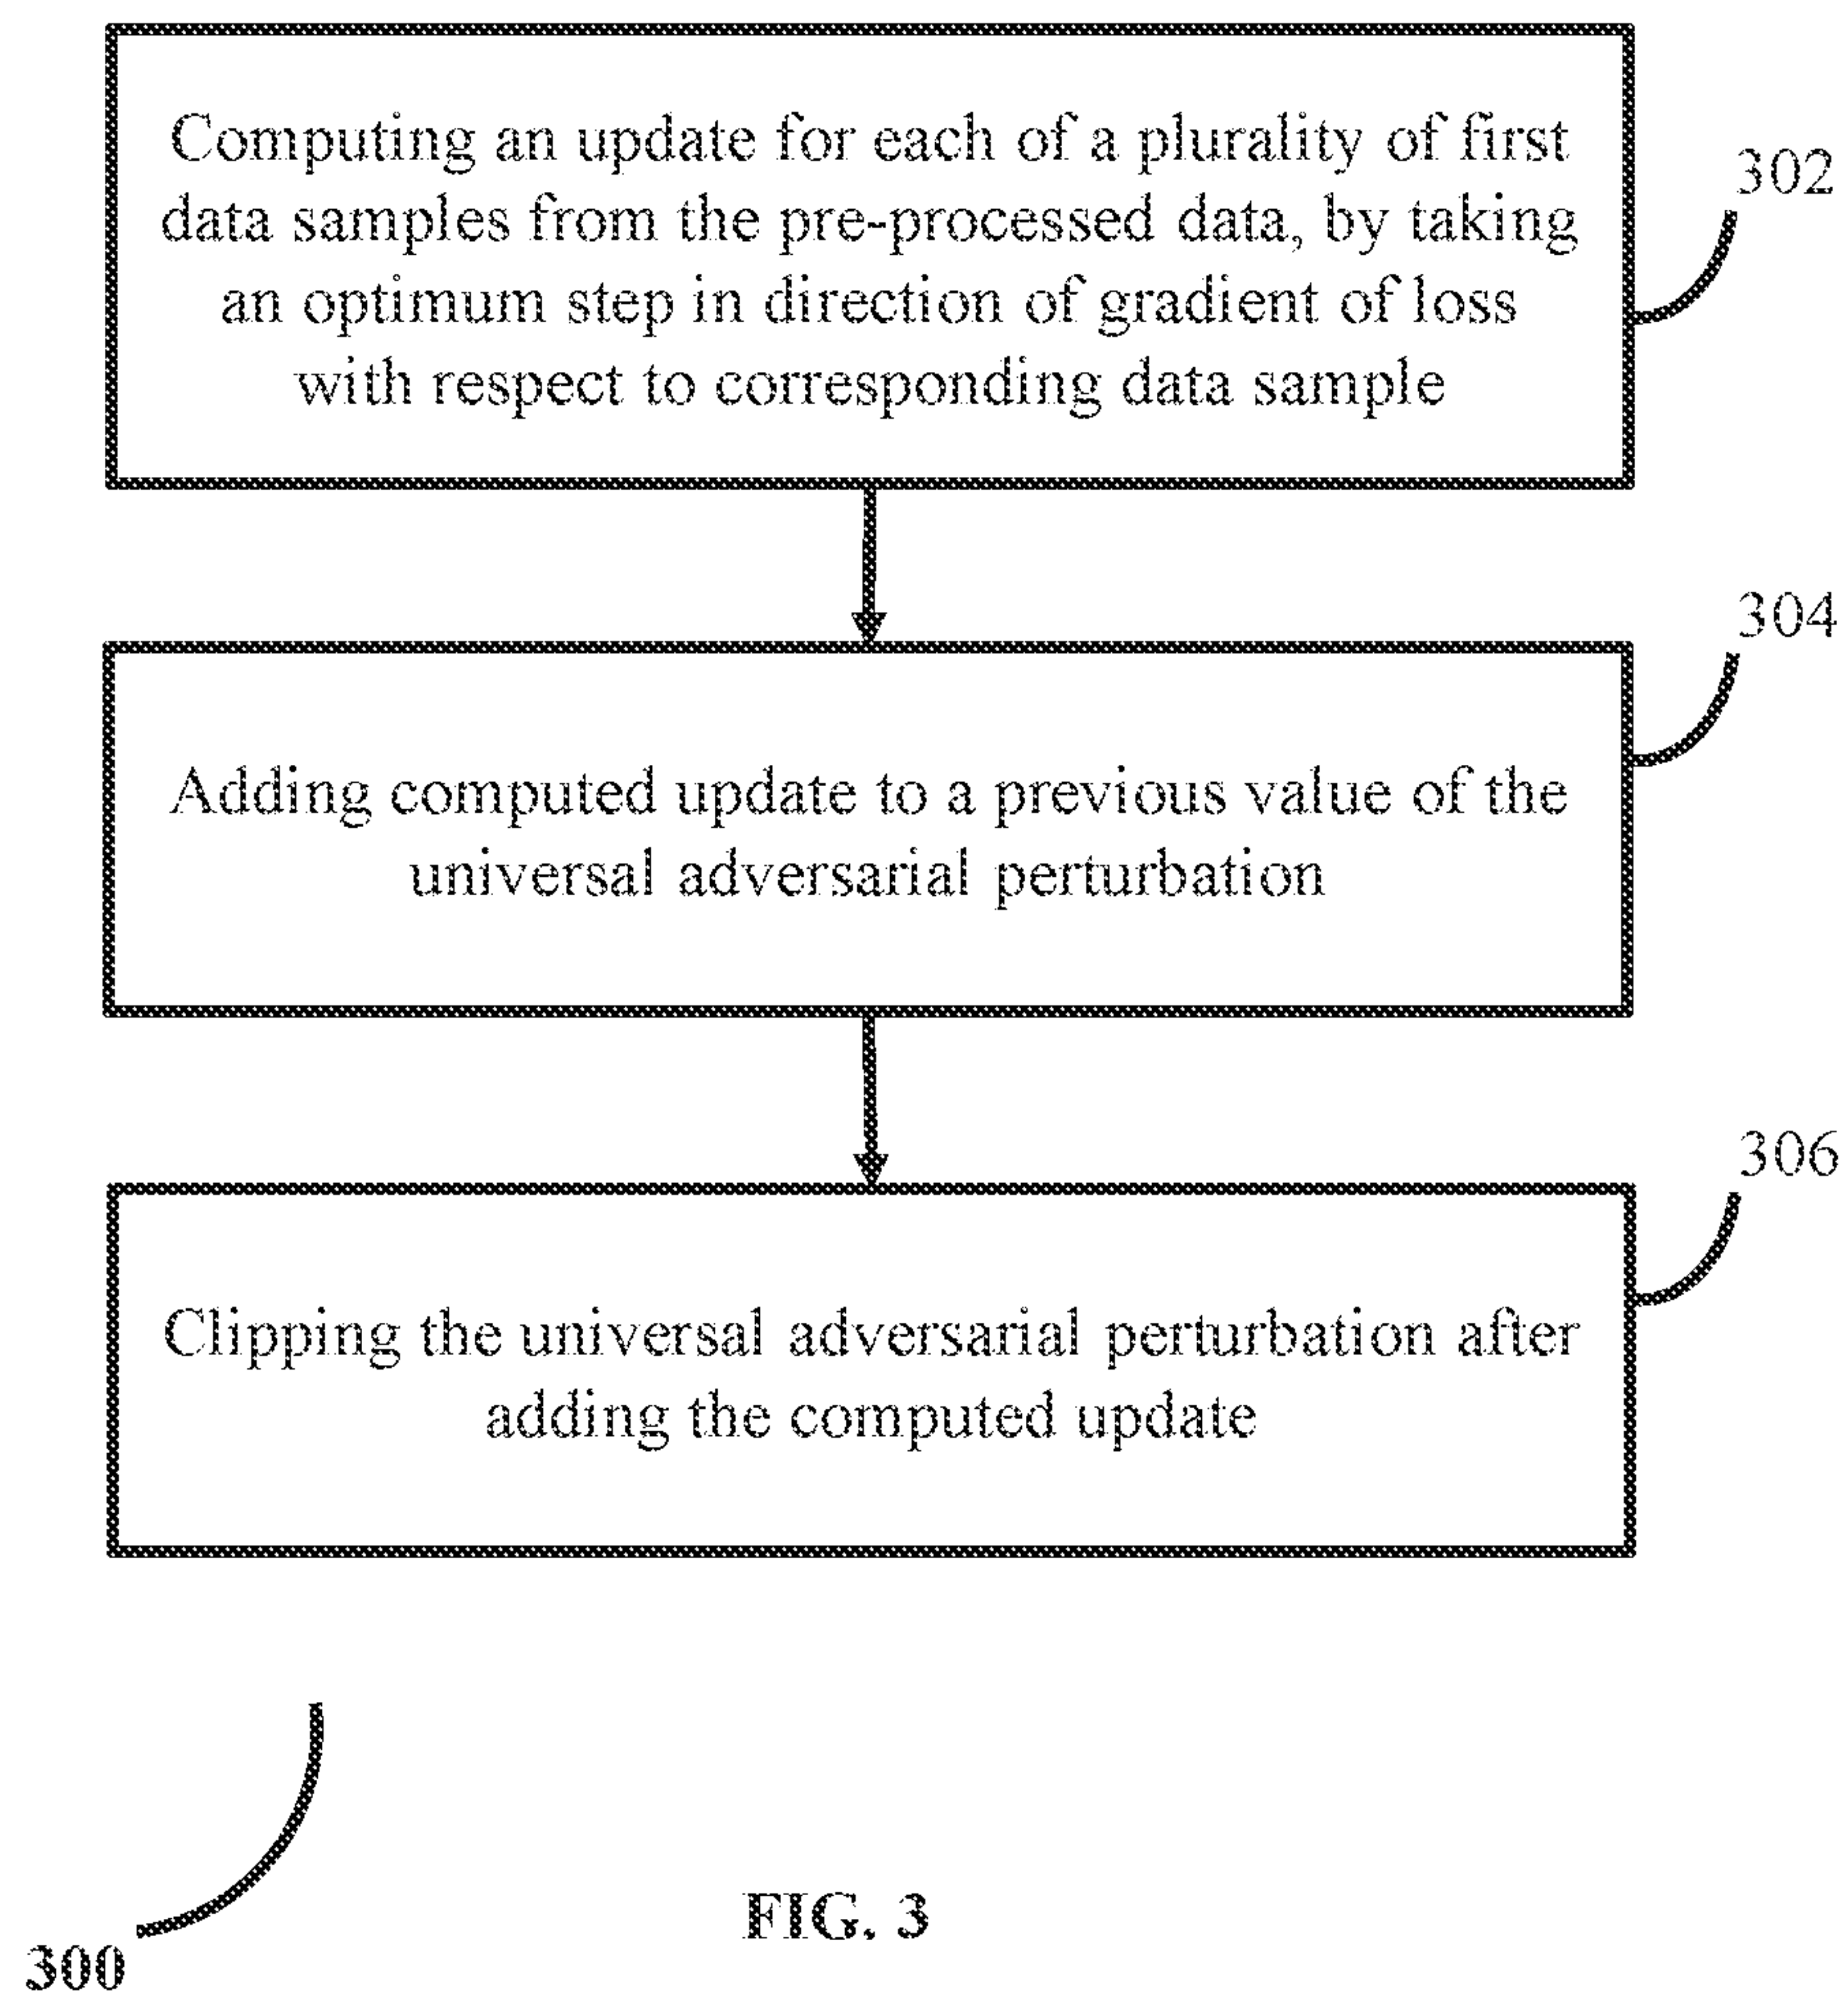 Computing an update for each of a plurality of first
data samples from the pre-processed data, by taking
an optimum step in direction of gradient of loss
with respect to corresponding data sample
302
304
Adding computed update to a previous value of the
universal adversarial perturbation
306
Clipping the universal adversarial perturbation after
adding the computed update
FIG. 3
300